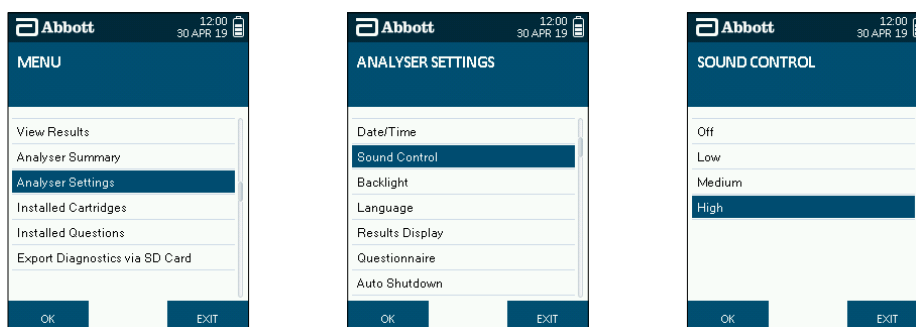 Abbott
12:00
30 APR 19
MENU
View Results
Analyser Summary
Analyser Settings
Installed Cartridges
Installed Questions
Export Diagnostics via SD Card
OK
EXIT
Abbott
12:00
30 APR 19
ANALYSER SETTINGS
Date/Time
Sound Control
Backlight
Language
Results Display
Questionnaire
Auto Shutdown
OK
EXIT
Abbott
12:00
30 APR 19
SOUND CONTROL
Off
Low
Medium
High
OK
EXIT